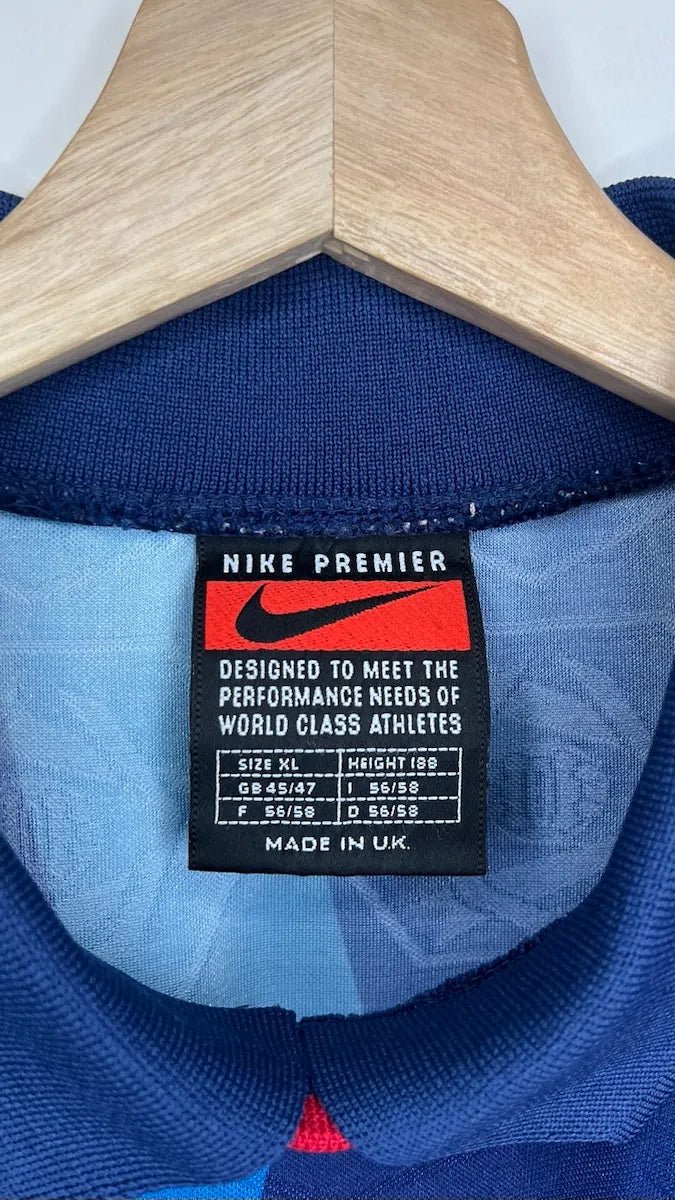 NIKE PREMIER
DESIGNED TO MEET THE
PERFORMANCE NEEDS OF
WORLD CLASS ATHLETES
SIZE XL HEIGHT 188
GB 45/47 I 56/58
F 56/58 D 56/58
MADE IN U.K.